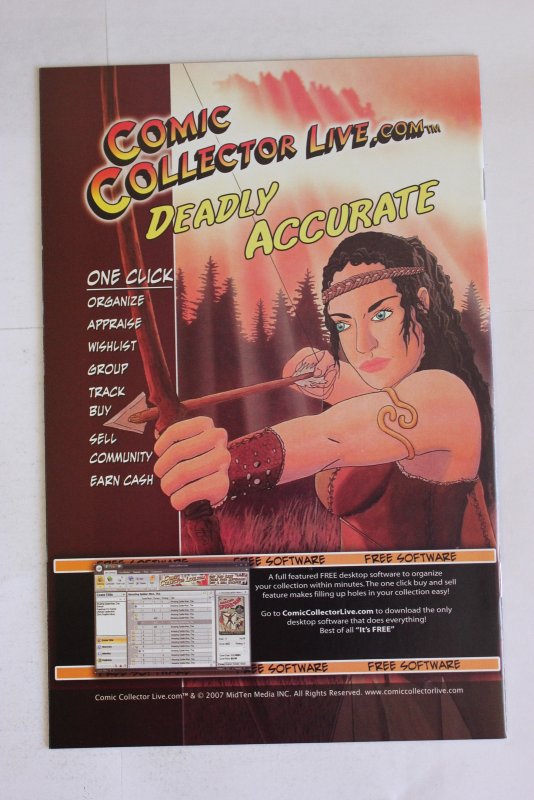 COMIC
COLLECTOR LIVE.COM™
DEADLY
ACCURATE
ONE CLICK
ORGANIZE
APPRAISE
WISHLIST
GROUP
TRACK
BUY
SELL
COMMUNITY
EARN CASH
FREE SOFTWARE FREE SOFTWARE FREE SOFTWARE
A full featured FREE desktop software to organize
your collection within minutes.The one click buy and sell
feature makes filling up holes in your collection easy!
Go to ComicCollectorLive.com to download the only
desktop software that does everything!
Best of all "It's FREE"
FREE SOFTWARE FREE SOFTWARE FREE SOFTWARE
Comic Collector Live.com™ & © 2007 MidTen Media INC. All Rights Reserved. www.comiccollectorlive.com